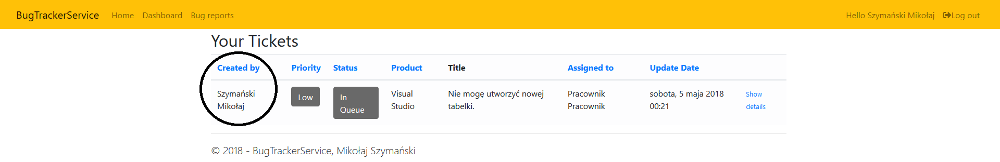 BugTrackerService Home Dashboard Bug reports Hello Szymański Mikołaj Log out
Your Tickets
Created by Priority Status Product Title Assigned to Update Date
Szymański Low In Visual Nie mogę utworzyć nowej Pracownik sobota, 5 maja 2018 Show
Mikołaj Queue Studio tabelki. Pracownik 00:21 details
© 2018 - BugTrackerService, Mikołaj Szymański